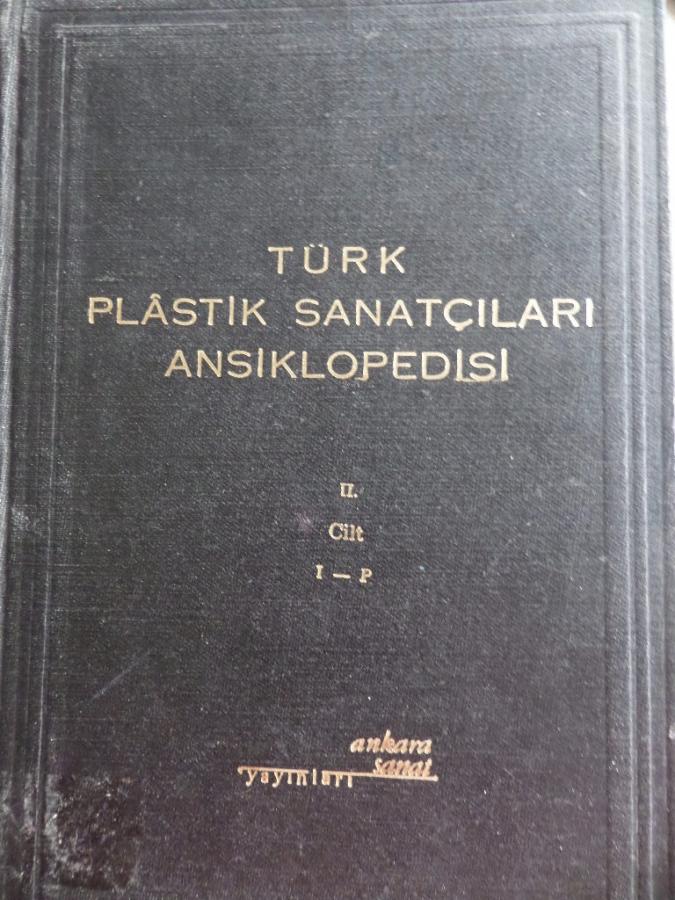 TÜRK
PLÂSTİK SANATÇILARI
ANSİKLOPEDİSİ
II.
Cilt
I — P
ankara
sanat
yayınları